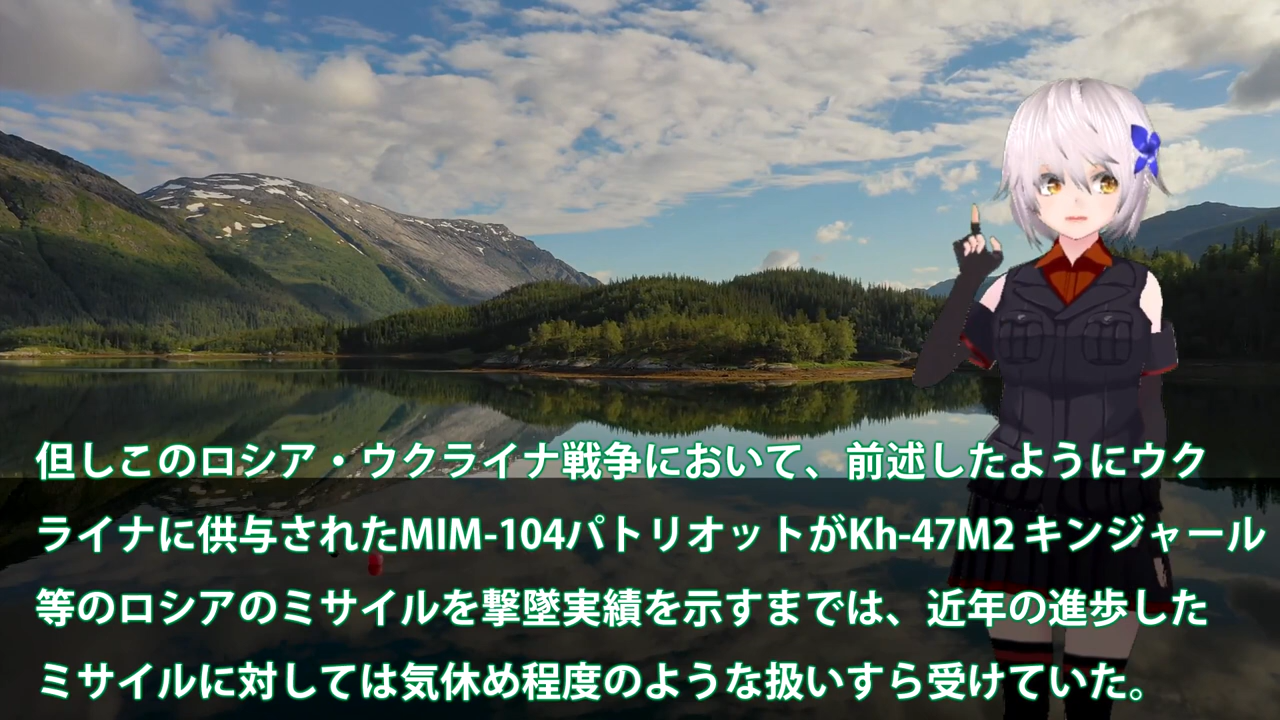 但しこのロシア・ウクライナ戦争において、前述したようにウク
ライナに供与されたMIM-104パトリオットがKh-47M2 キンジャール
等のロシアのミサイルを撃墜実績を示すまでは、近年の進歩した
ミサイルに対しては気休め程度のような扱いすら受けていた。